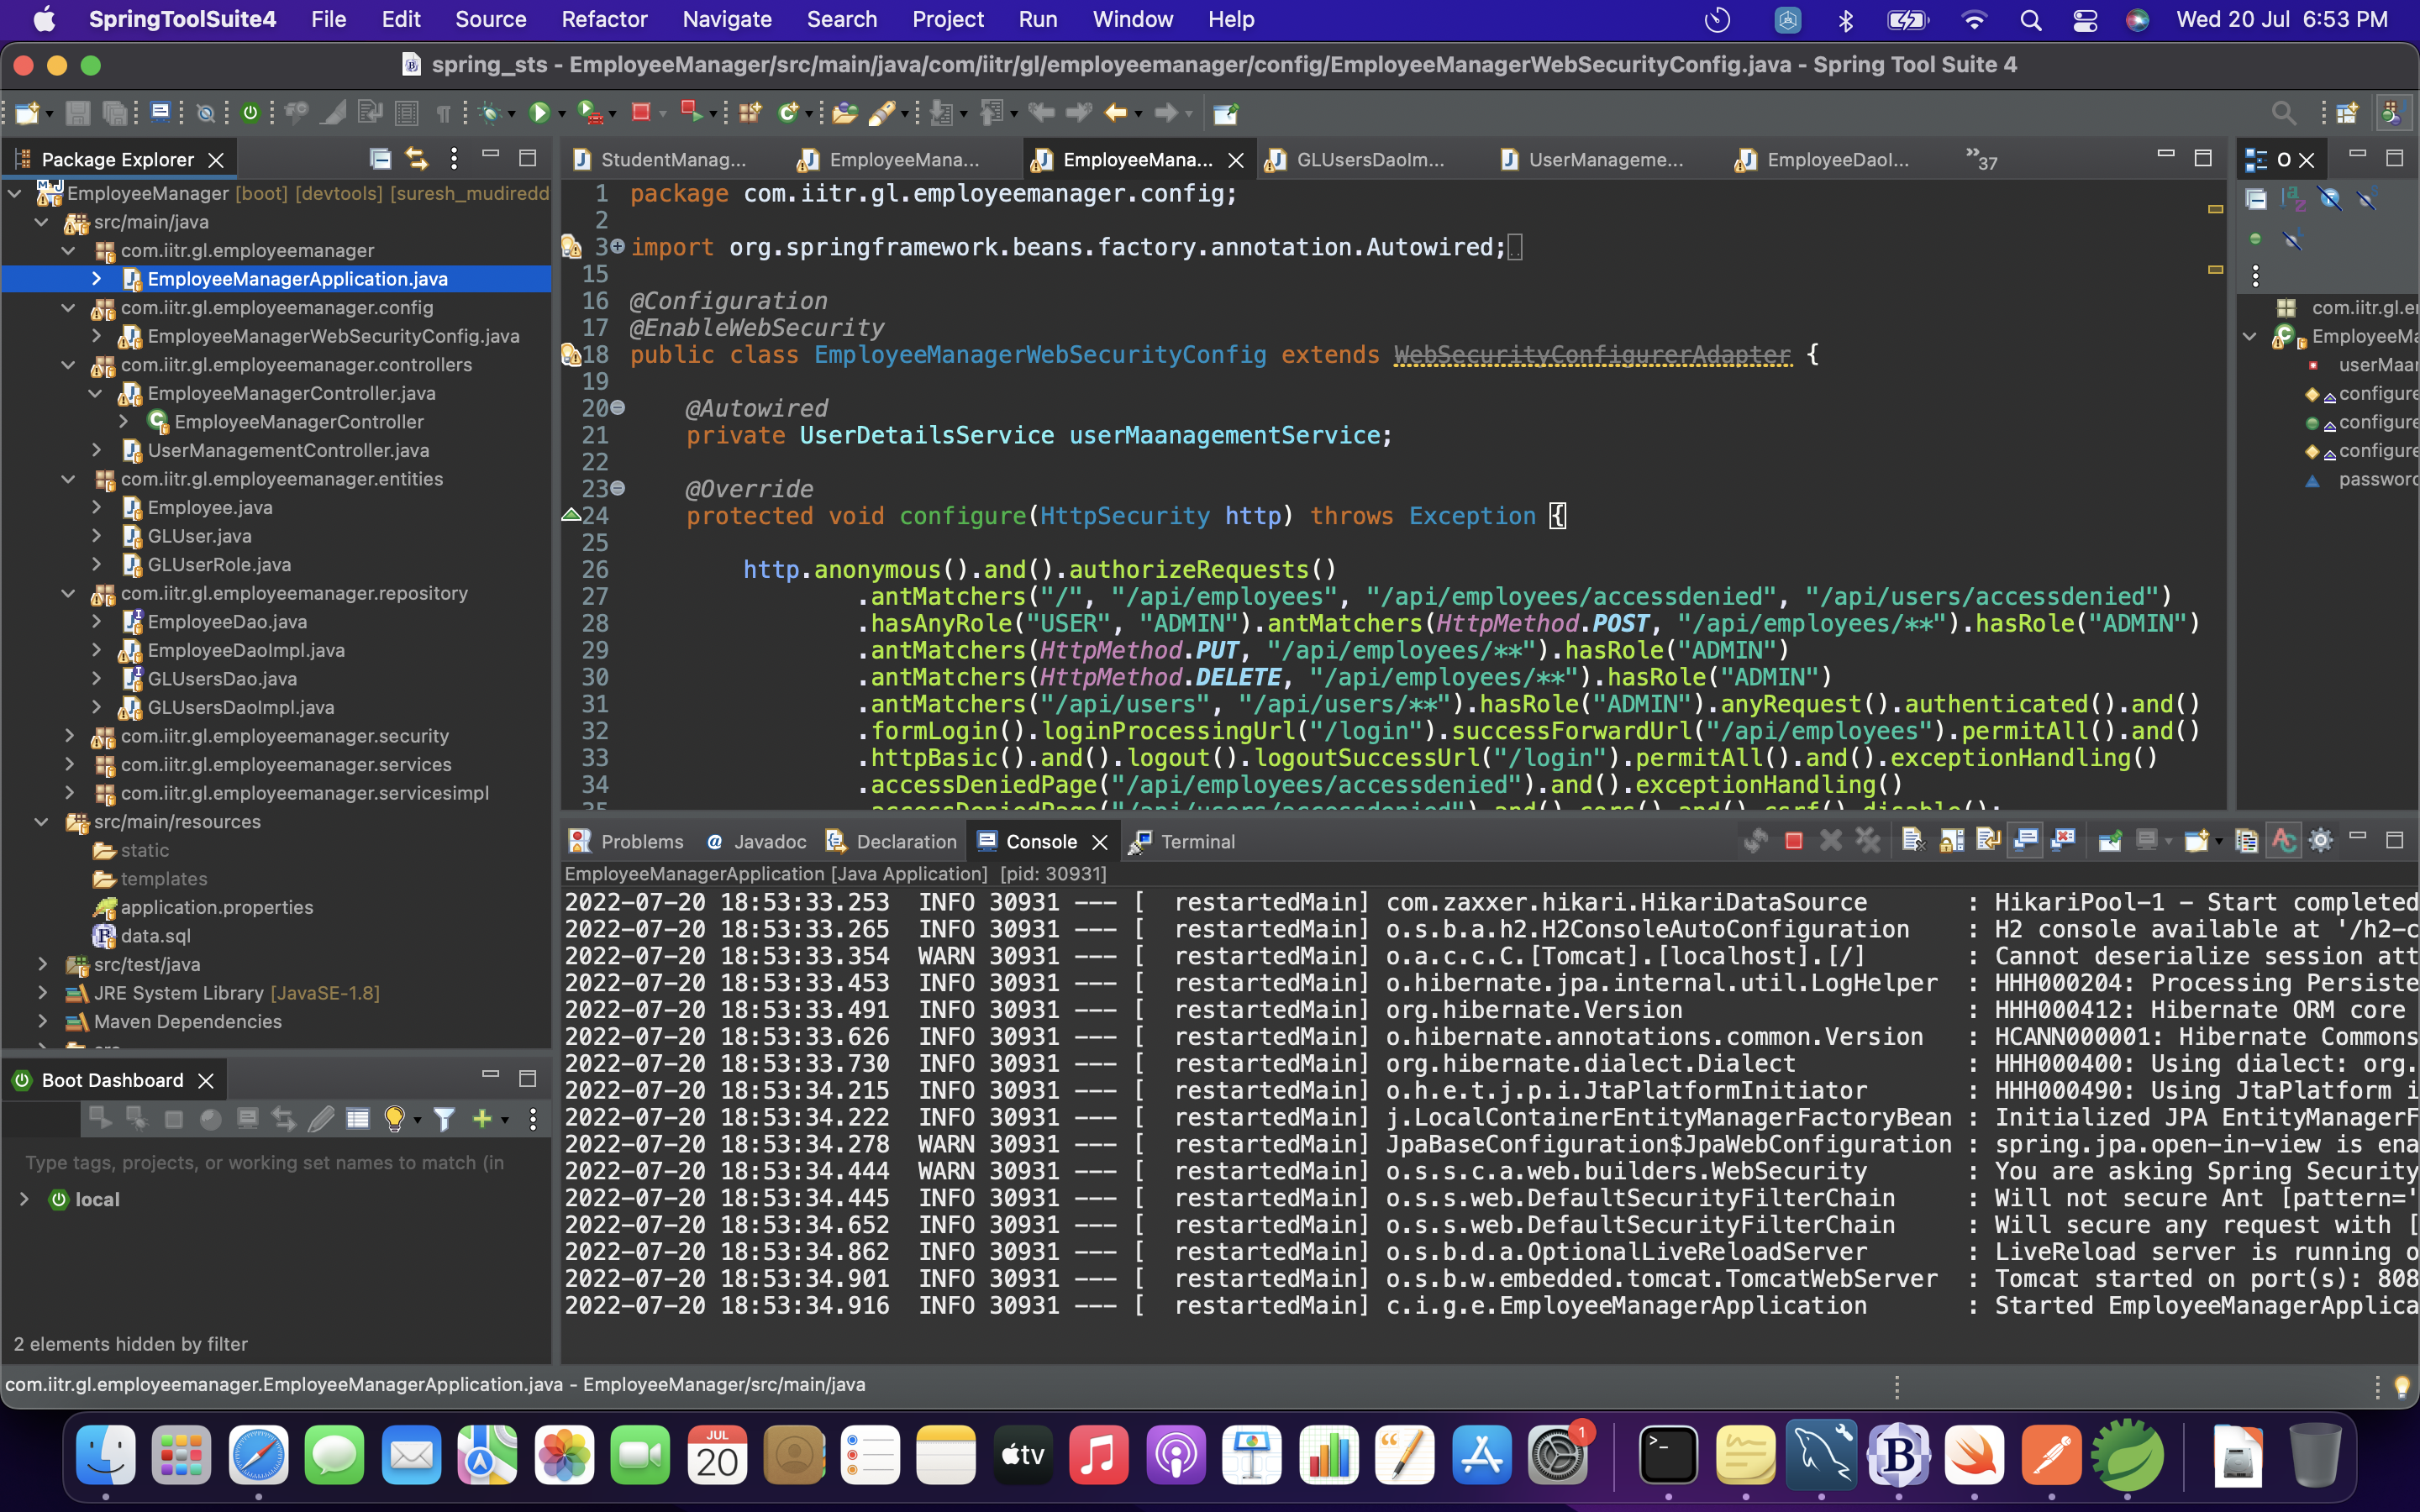 SpringToolSuite4 File Edit Source Refactor Navigate Search Project Run Window Help Wed 20 Jul 6:53 PM
spring_sts - EmployeeManager/src/main/java/com/iitr/gl/employeemanager/config/EmployeeManagerWebSecurityConfig.java - Spring Tool Suite 4
Package Explorer
EmployeeManager [boot] [devtools] [suresh_mudiredd
src/main/java
com.iitr.gl.employeemanager
EmployeeManagerApplication.java
com.iitr.gl.employeemanager.config
EmployeeManagerWebSecurityConfig.java
com.iitr.gl.employeemanager.controllers
EmployeeManagerController.java
EmployeeManagerController
UserManagementController.java
com.iitr.gl.employeemanager.entities
Employee.java
GLUser.java
GLUserRole.java
com.iitr.gl.employeemanager.repository
EmployeeDao.java
EmployeeDaoImpl.java
GLUsersDao.java
GLUsersDaoImpl.java
com.iitr.gl.employeemanager.security
com.iitr.gl.employeemanager.services
com.iitr.gl.employeemanager.servicesimpl
src/main/resources
static
templates
application.properties
data.sql
src/test/java
JRE System Library [JavaSE-1.8]
Maven Dependencies
Boot Dashboard
Type tags, projects, or working set names to match (in
local
2 elements hidden by filter
StudentManag... EmployeeMana... EmployeeMana... GLUsersDaoIm... UserManageme... EmployeeDaoI... »37
1 package com.iitr.gl.employeemanager.config;
2
3 import org.springframework.beans.factory.annotation.Autowired;
15
16 @Configuration
17 @EnableWebSecurity
18 public class EmployeeManagerWebSecurityConfig extends WebSecurityConfigurerAdapter {
19
20 @Autowired
21 private UserDetailsService userMaanagementService;
22
23 @Override
24 protected void configure(HttpSecurity http) throws Exception {
25
26 http.anonymous().and().authorizeRequests()
27 .antMatchers("/", "/api/employees", "/api/employees/accessdenied", "/api/users/accessdenied")
28 .hasAnyRole("USER", "ADMIN").antMatchers(HttpMethod.POST, "/api/employees/**").hasRole("ADMIN")
29 .antMatchers(HttpMethod.PUT, "/api/employees/**").hasRole("ADMIN")
30 .antMatchers(HttpMethod.DELETE, "/api/employees/**").hasRole("ADMIN")
31 .antMatchers("/api/users", "/api/users/**").hasRole("ADMIN").anyRequest().authenticated().and()
32 .formLogin().loginProcessingUrl("/login").successForwardUrl("/api/employees").permitAll().and()
33 .httpBasic().and().logout().logoutSuccessUrl("/login").permitAll().and().exceptionHandling()
34 .accessDeniedPage("/api/employees/accessdenied").and().exceptionHandling()
35 .accessDeniedPage("/api/users/accessdenied").and().cors().and().csrf().disable();
O
com.iitr.gl.e
EmployeeMa
userMaa
configure
configure
configure
passwor
Problems Javadoc Declaration Console Terminal
EmployeeManagerApplication [Java Application] [pid: 30931]
2022-07-20 18:53:33.253 INFO 30931 --- [ restartedMain] com.zaxxer.hikari.HikariDataSource : HikariPool-1 - Start completed
2022-07-20 18:53:33.265 INFO 30931 --- [ restartedMain] o.s.b.a.h2.H2ConsoleAutoConfiguration : H2 console available at '/h2-c
2022-07-20 18:53:33.354 WARN 30931 --- [ restartedMain] o.a.c.c.C.[Tomcat].[localhost].[/] : Cannot deserialize session att
2022-07-20 18:53:33.453 INFO 30931 --- [ restartedMain] o.hibernate.jpa.internal.util.LogHelper : HHH000204: Processing Persiste
2022-07-20 18:53:33.491 INFO 30931 --- [ restartedMain] org.hibernate.Version : HHH000412: Hibernate ORM core
2022-07-20 18:53:33.626 INFO 30931 --- [ restartedMain] o.hibernate.annotations.common.Version : HCANN000001: Hibernate Commons
2022-07-20 18:53:33.730 INFO 30931 --- [ restartedMain] org.hibernate.dialect.Dialect : HHH000400: Using dialect: org.
2022-07-20 18:53:34.215 INFO 30931 --- [ restartedMain] o.h.e.t.j.p.i.JtaPlatformInitiator : HHH000490: Using JtaPlatform i
2022-07-20 18:53:34.222 INFO 30931 --- [ restartedMain] j.LocalContainerEntityManagerFactoryBean : Initialized JPA EntityManagerF
2022-07-20 18:53:34.278 WARN 30931 --- [ restartedMain] JpaBaseConfiguration$JpaWebConfiguration : spring.jpa.open-in-view is ena
2022-07-20 18:53:34.444 WARN 30931 --- [ restartedMain] o.s.s.c.a.web.builders.WebSecurity : You are asking Spring Security
2022-07-20 18:53:34.445 INFO 30931 --- [ restartedMain] o.s.s.web.DefaultSecurityFilterChain : Will not secure Ant [pattern='
2022-07-20 18:53:34.652 INFO 30931 --- [ restartedMain] o.s.s.web.DefaultSecurityFilterChain : Will secure any request with [
2022-07-20 18:53:34.862 INFO 30931 --- [ restartedMain] o.s.b.d.a.OptionalLiveReloadServer : LiveReload server is running o
2022-07-20 18:53:34.901 INFO 30931 --- [ restartedMain] o.s.b.w.embedded.tomcat.TomcatWebServer : Tomcat started on port(s): 808
2022-07-20 18:53:34.916 INFO 30931 --- [ restartedMain] c.i.g.e.EmployeeManagerApplication : Started EmployeeManagerApplica
com.iitr.gl.employeemanager.EmployeeManagerApplication.java - EmployeeManager/src/main/java
JUL
20
tv
1